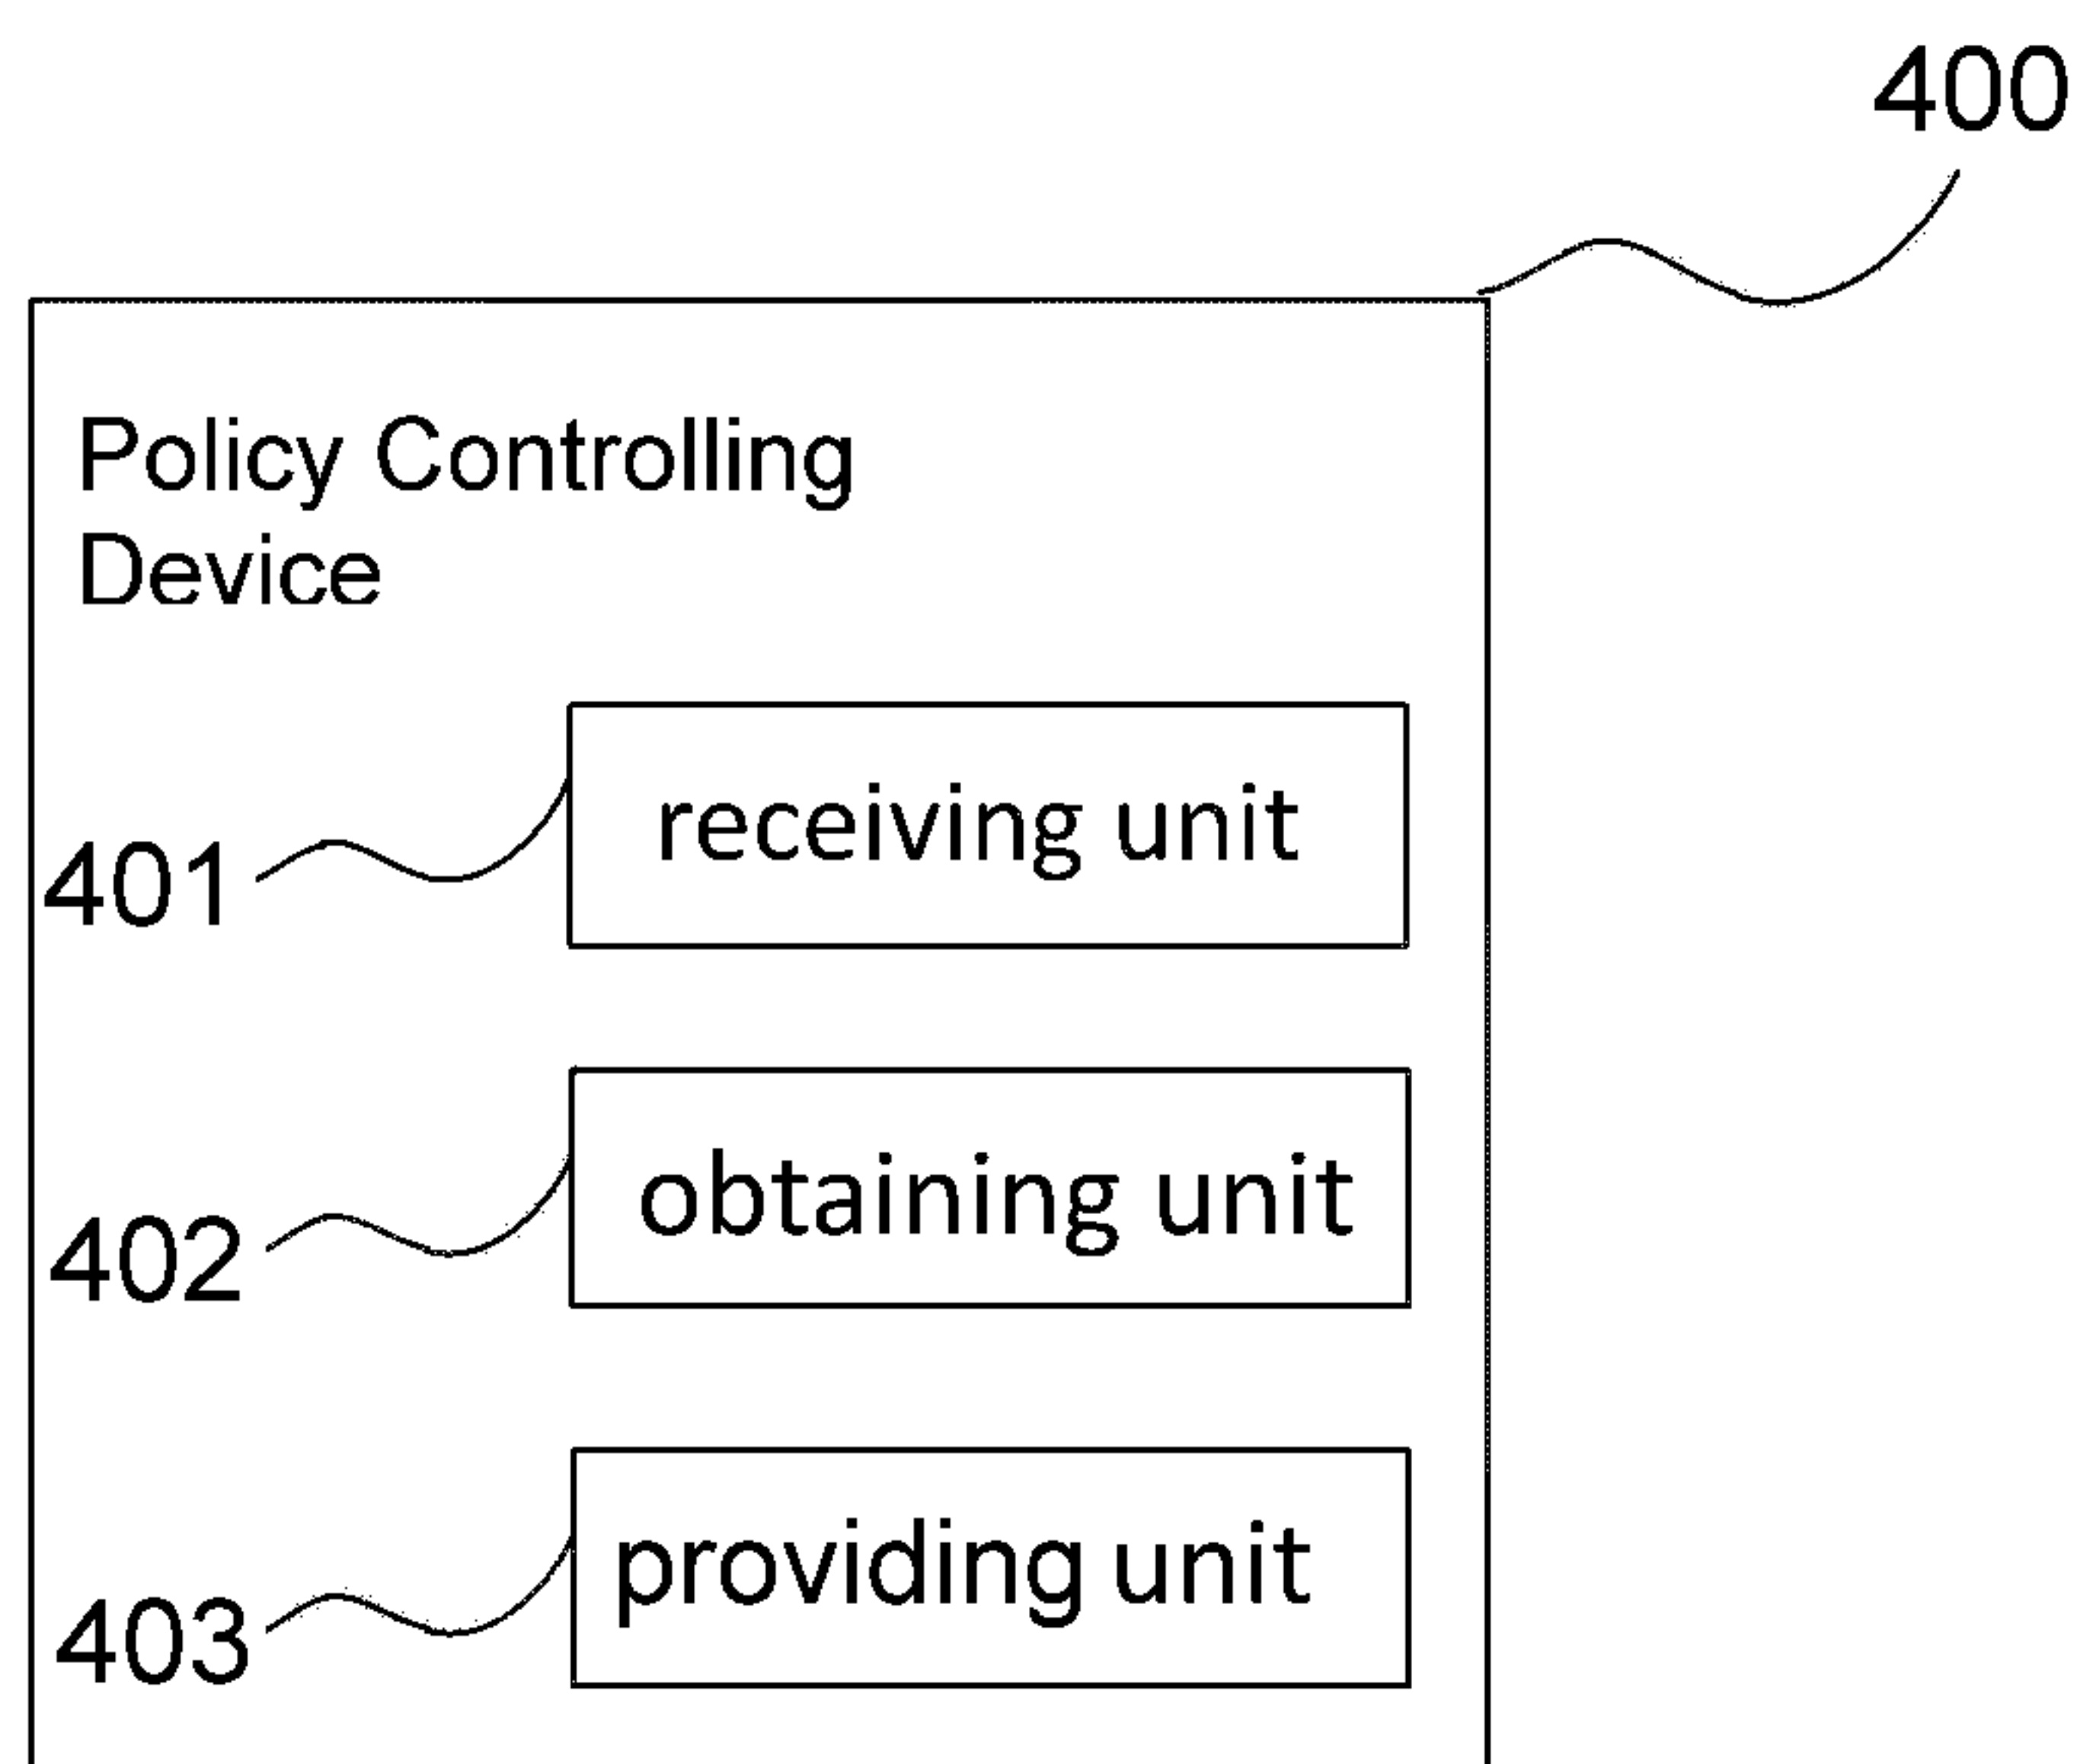 400
Policy Controlling
Device
receiving unit
401
obtaining unit
402
providing unit
403